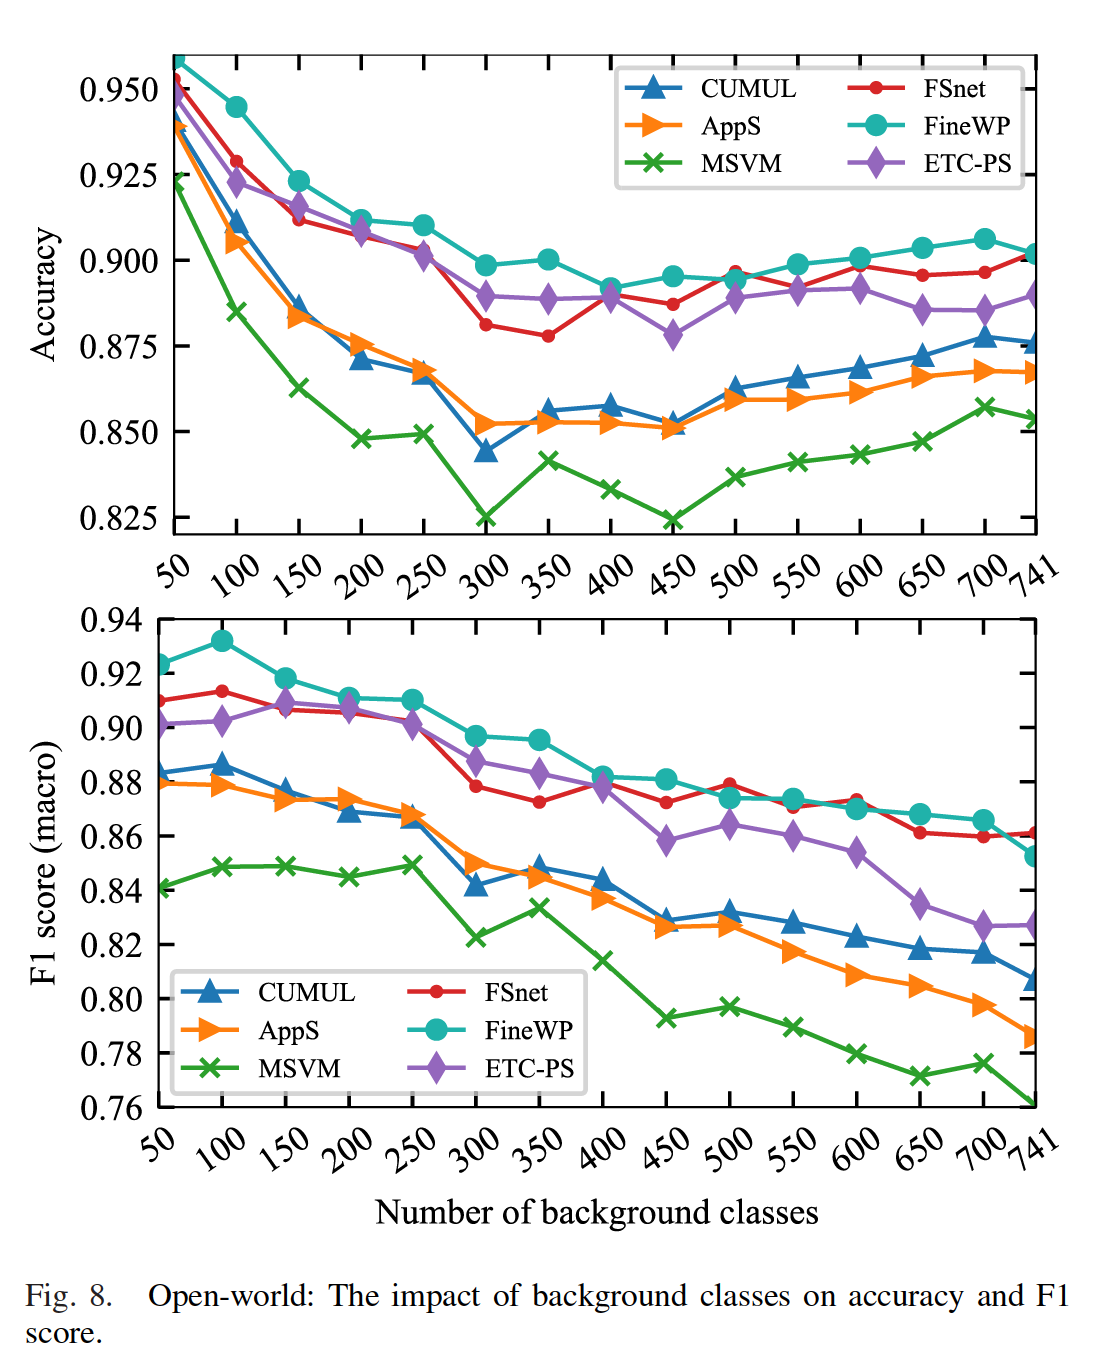 0.950
0.925
0.900
0.875
0.850
0.825
Accuracy
CUMUL FSnet
AppS FineWP
MSVM ETC-PS
50 100 150 200 250 300 350 400 450 500 550 600 650 700 741
0.94
0.92
0.90
0.88
0.86
0.84
0.82
0.80
0.78
0.76
F1 score (macro)
CUMUL FSnet
AppS FineWP
MSVM ETC-PS
50 100 150 200 250 300 350 400 450 500 550 600 650 700 741
Number of background classes
Fig. 8. Open-world: The impact of background classes on accuracy and F1
score.